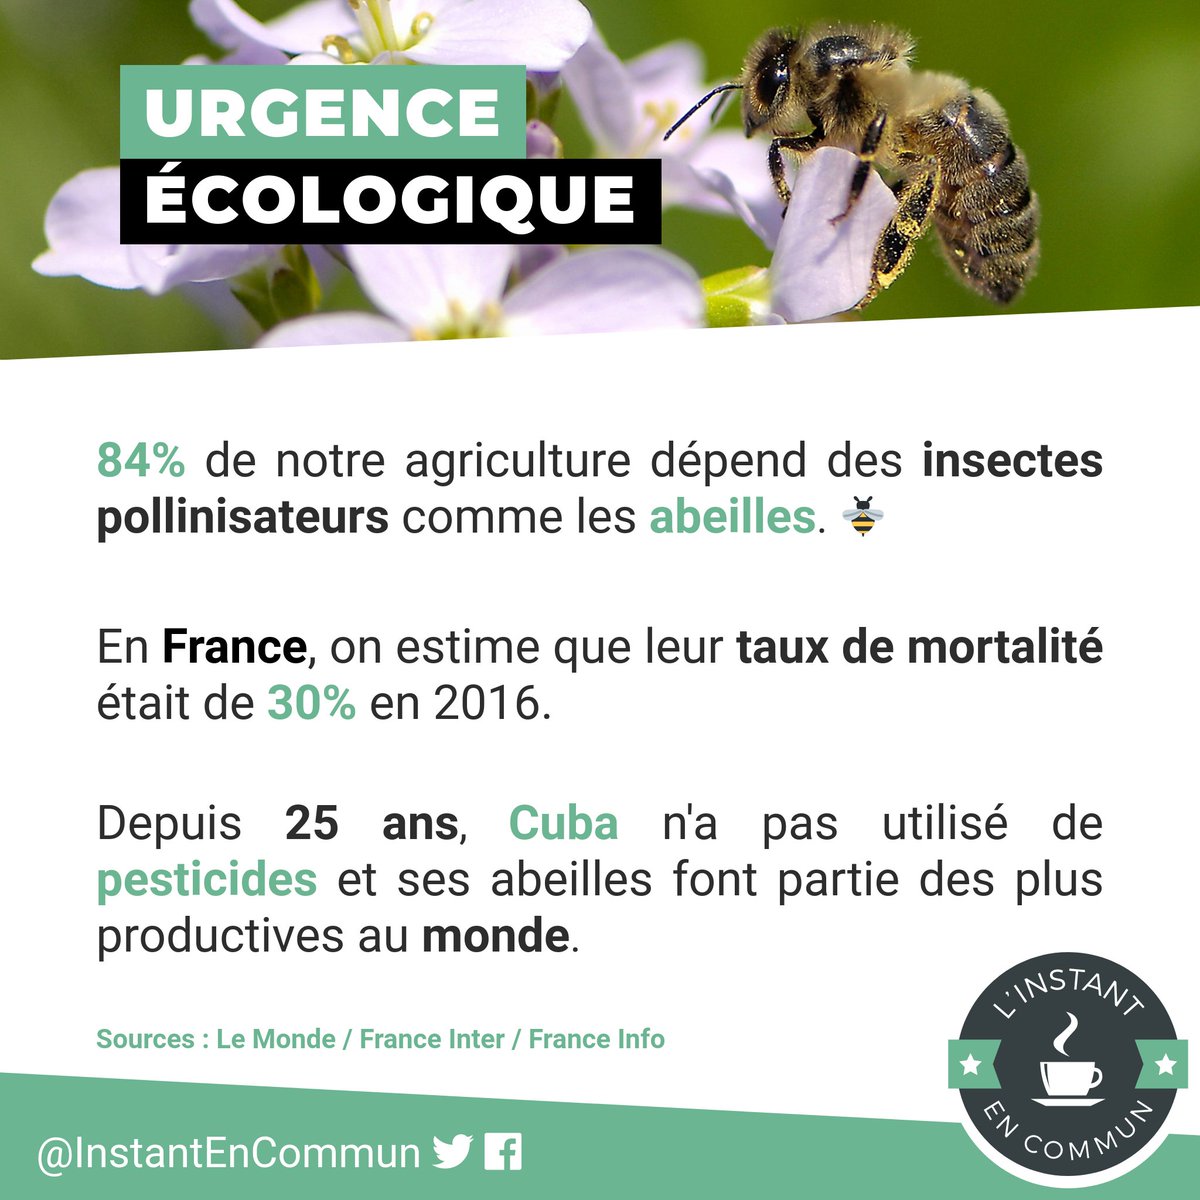 URGENCE
ÉCOLOGIQUE
84% de notre agriculture dépend des insectes
pollinisateurs comme les abeilles. 🐝
En France, on estime que leur taux de mortalité
était de 30% en 2016.
Depuis 25 ans, Cuba n'a pas utilisé de
pesticides et ses abeilles font partie des plus
productives au monde.
Sources : Le Monde / France Inter / France Info
L'INSTANT
EN COMMUN
@InstantEnCommun